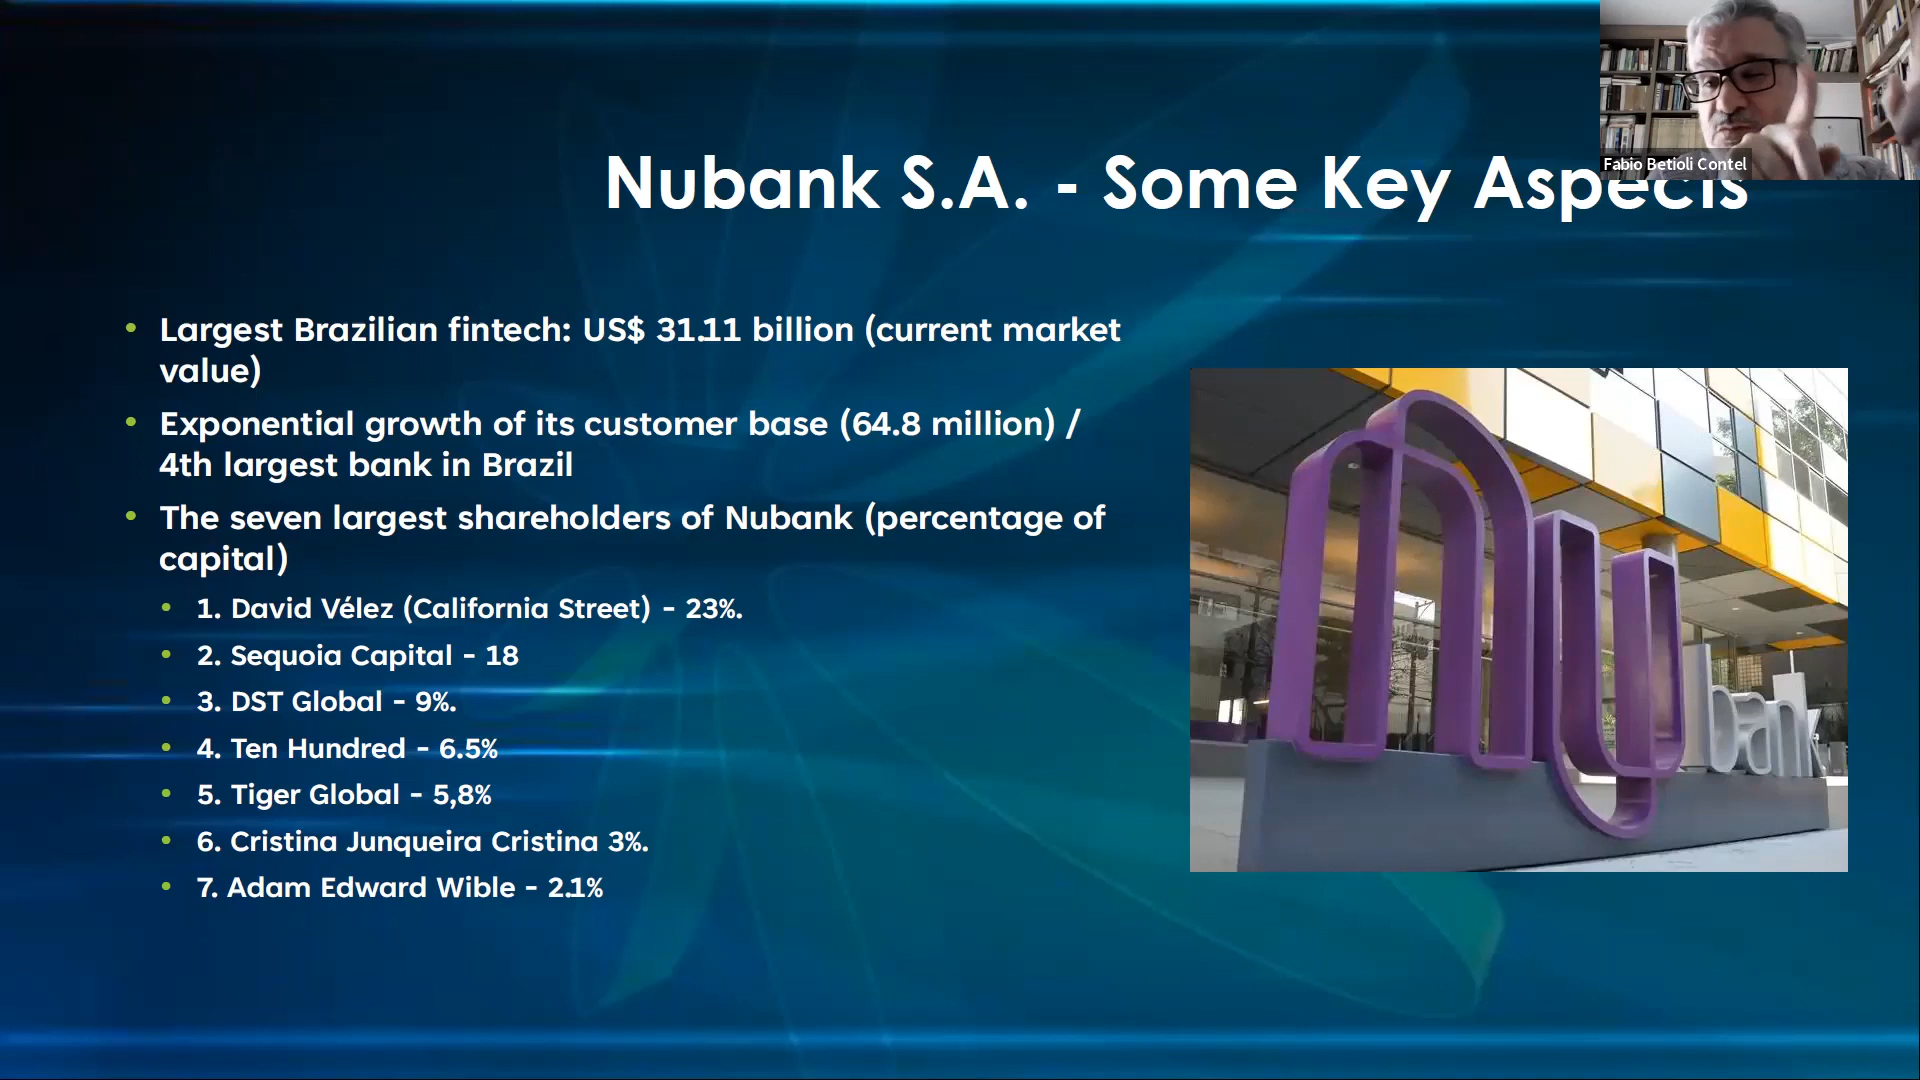 Fabio Betioli Contel
Nubank S.A. - Some Key Aspects
• Largest Brazilian fintech: US$ 31.11 billion (current market
value)
• Exponential growth of its customer base (64.8 million) /
4th largest bank in Brazil
• The seven largest shareholders of Nubank (percentage of
capital)
• 1. David Vélez (California Street) - 23%.
• 2. Sequoia Capital - 18
• 3. DST Global - 9%.
• 4. Ten Hundred - 6.5%
• 5. Tiger Global - 5,8%
• 6. Cristina Junqueira Cristina 3%.
• 7. Adam Edward Wible - 2.1%
nu
bank